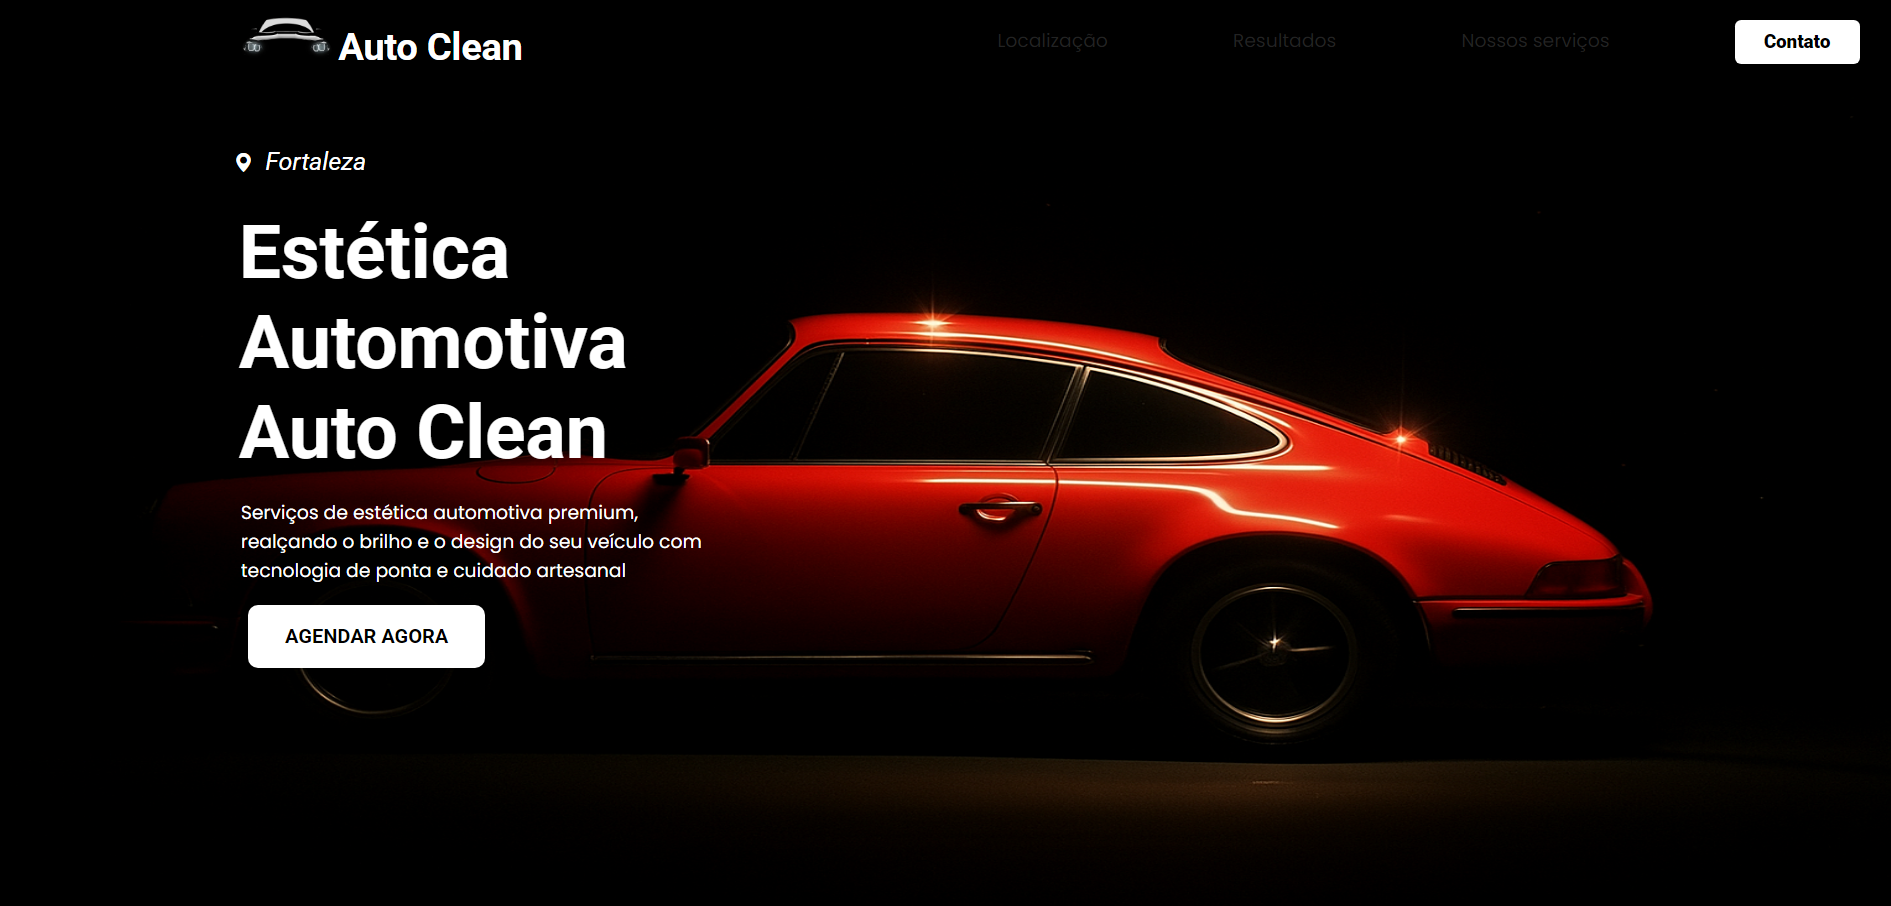 Auto Clean
Localização
Resultados
Nossos serviços
Contato
Fortaleza
Estética
Automotiva
Auto Clean
Serviços de estética automotiva premium,
realçando o brilho e o design do seu veículo com
tecnologia de ponta e cuidado artesanal
AGENDAR AGORA